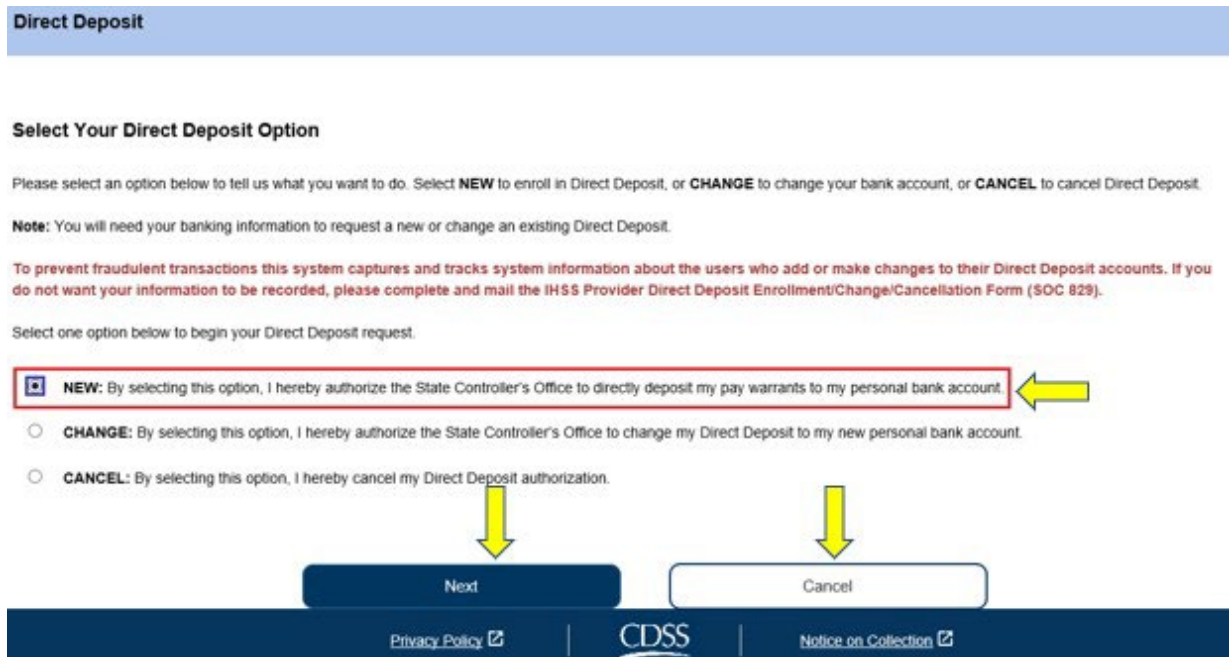 Direct Deposit
Select Your Direct Deposit Option
Please select an option below to tell us what you want to do. Select NEW to enroll in Direct Deposit, or CHANGE to change your bank account, or CANCEL to cancel Direct Deposit.
Note: You will need your banking information to request a new or change an existing Direct Deposit.
To prevent fraudulent transactions this system captures and tracks system information about the users who add or make changes to their Direct Deposit accounts. If you
do not want your information to be recorded, please complete and mail the IHSS Provider Direct Deposit Enrollment/Change/Cancellation Form (SOC 829).
Select one option below to begin your Direct Deposit request.
NEW: By selecting this option, I hereby authorize the State Controller's Office to directly deposit my pay warrants to my personal bank account.
CHANGE: By selecting this option, I hereby authorize the State Controller's Office to change my Direct Deposit to my new personal bank account.
CANCEL: By selecting this option, I hereby cancel my Direct Deposit authorization.
Next Cancel
Privacy Policy CDSS Notice on Collection